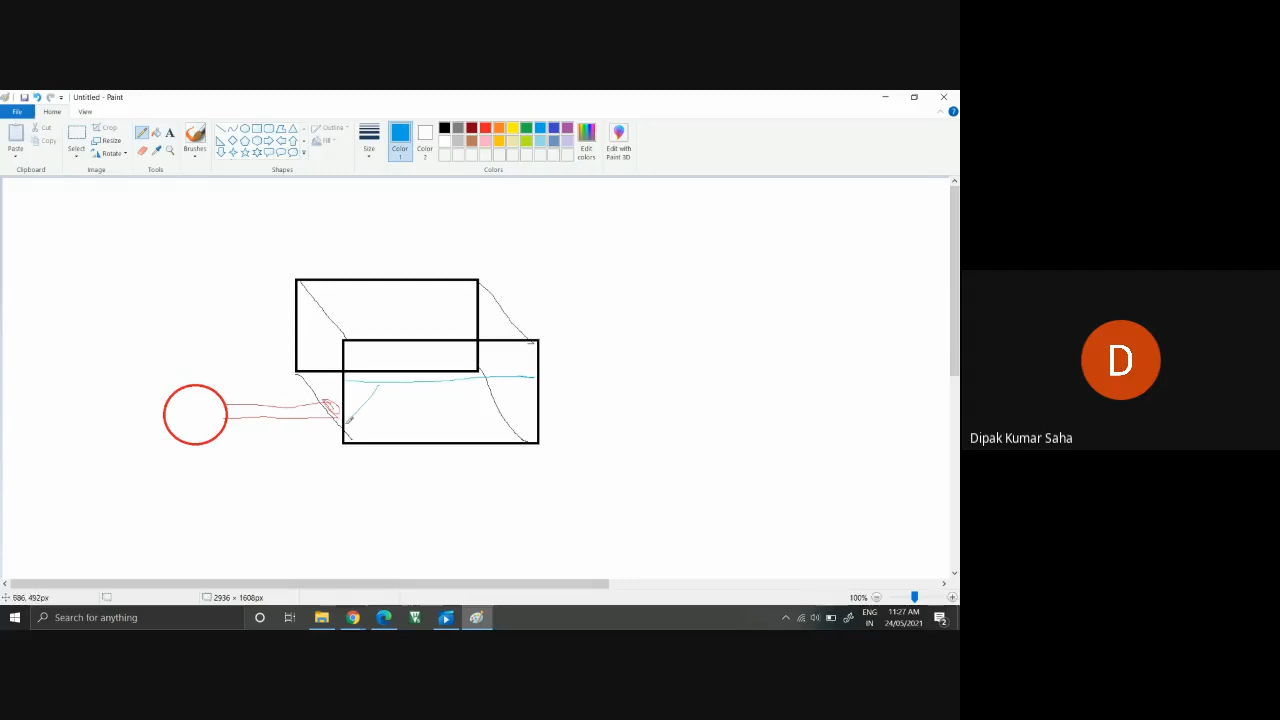 Untitled - Paint
File Home View
Paste
Cut
Copy
Clipboard
Select
Crop
Resize
Rotate
Image
A
Tools
Brushes
Outline
Fill
Shapes
Size
Color 1
Color 2
Edit colors
Colors
Edit with Paint 3D
D
Dipak Kumar Saha
586, 492px
2936 × 1608px
100%
Search for anything
ENG
IN
11:27 AM
24/05/2021
2